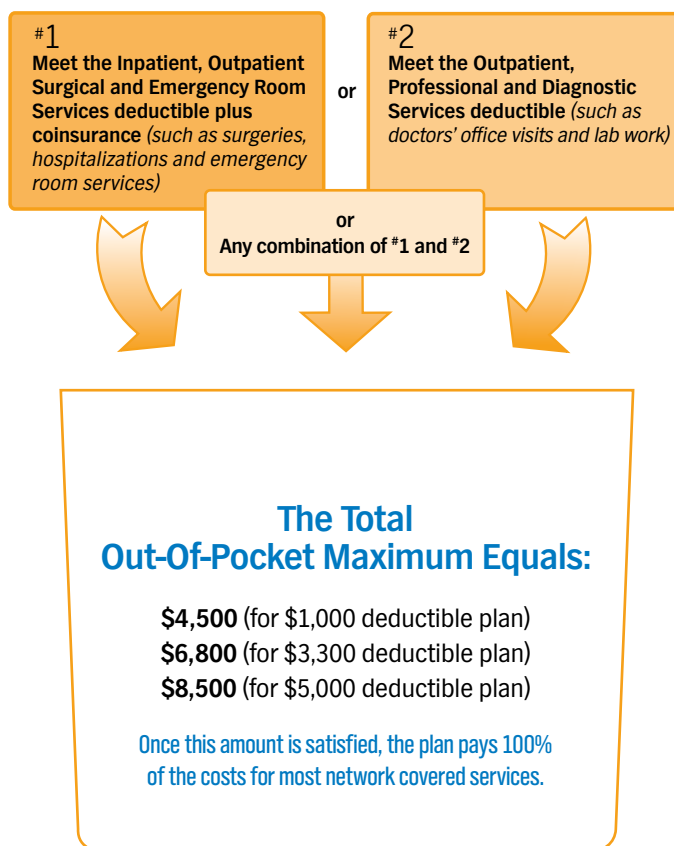 #1
Meet the Inpatient, Outpatient
Surgical and Emergency Room
Services deductible plus
coinsurance (such as surgeries,
hospitalizations and emergency
room services)
or
#2
Meet the Outpatient,
Professional and Diagnostic
Services deductible (such as
doctors' office visits and lab work)
or
Any combination of #1 and #2
The Total
Out-Of-Pocket Maximum Equals:
$4,500 (for $1,000 deductible plan)
$6,800 (for $3,300 deductible plan)
$8,500 (for $5,000 deductible plan)
Once this amount is satisfied, the plan pays 100%
of the costs for most network covered services.